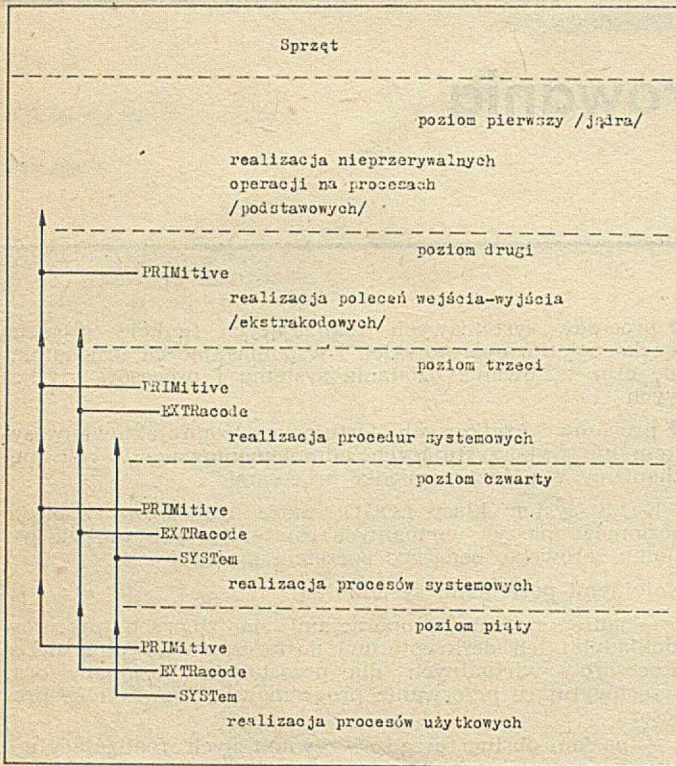 Sprzęt
poziom pierwszy /jądra/
realizacja nieprzerywalnych
operacji na procesach
/podstawowych/
poziom drugi
PRIMitive
realizacja poleceń wejścia-wyjścia
/ekstrakodowych/
poziom trzeci
PRIMitive
EXTRacode
realizacja procedur systemowych
poziom czwarty
PRIMitive
EXTRacode
SYSTem
realizacja procesów systemowych
poziom piąty
PRIMitive
EXTRacode
SYSTem
realizacja procesów użytkowych